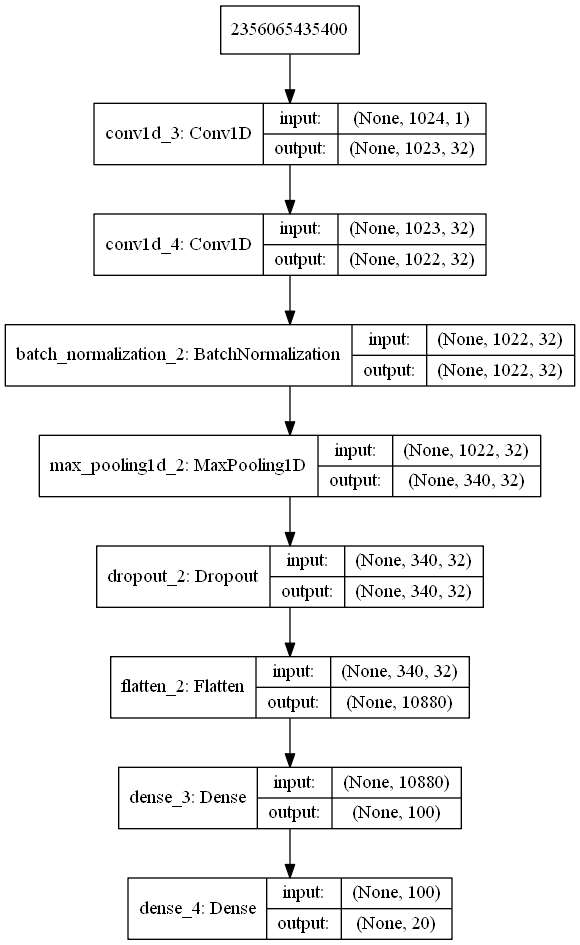 2356065435400
conv1d_3: Conv1D
input: (None, 1024, 1)
output: (None, 1023, 32)
conv1d_4: Conv1D
input: (None, 1023, 32)
output: (None, 1022, 32)
batch_normalization_2: BatchNormalization
input: (None, 1022, 32)
output: (None, 1022, 32)
max_pooling1d_2: MaxPooling1D
input: (None, 1022, 32)
output: (None, 340, 32)
dropout_2: Dropout
input: (None, 340, 32)
output: (None, 340, 32)
flatten_2: Flatten
input: (None, 340, 32)
output: (None, 10880)
dense_3: Dense
input: (None, 10880)
output: (None, 100)
dense_4: Dense
input: (None, 100)
output: (None, 20)